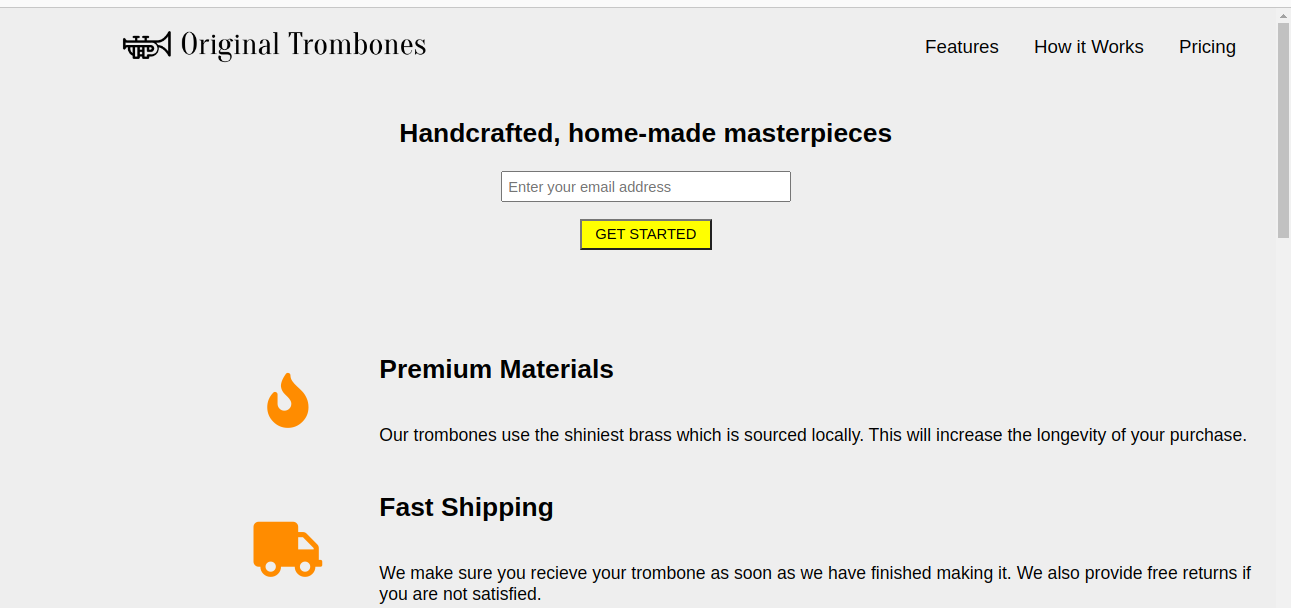 Original Trombones
Features
How it Works
Pricing
Handcrafted, home-made masterpieces
Enter your email address
GET STARTED
Premium Materials
Our trombones use the shiniest brass which is sourced locally. This will increase the longevity of your purchase.
Fast Shipping
We make sure you recieve your trombone as soon as we have finished making it. We also provide free returns if
you are not satisfied.